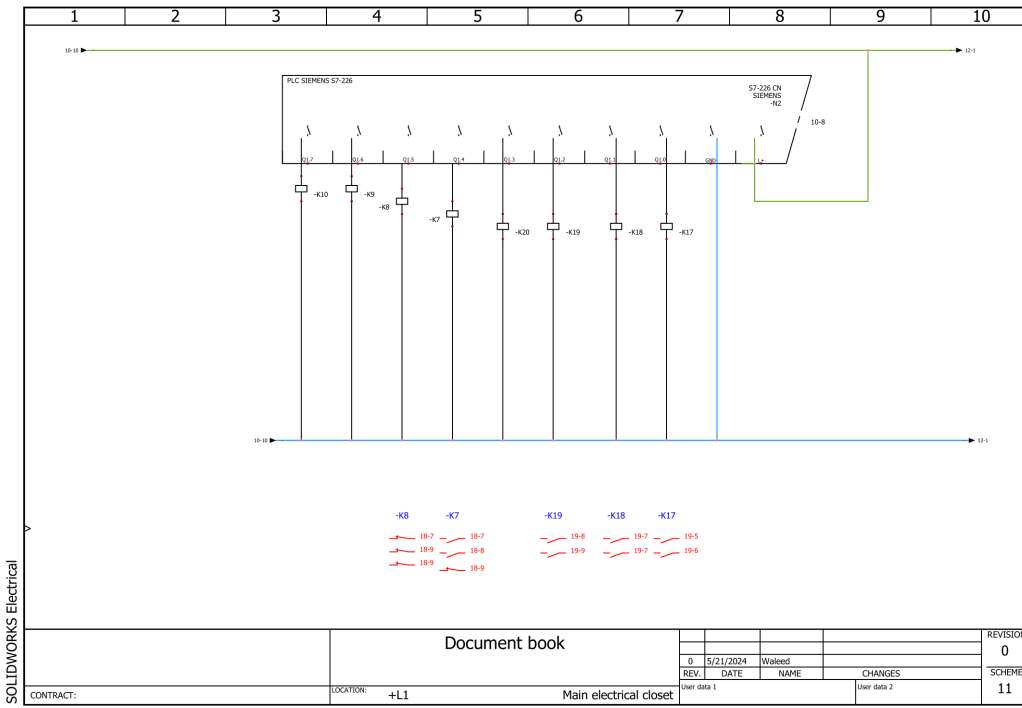 1 2 3 4 5 6 7 8 9 10
10-10 12-1
PLC SIEMENS S7-226
S7-226 CN
SIEMENS
-N2
10-8
Q1.7 Q1.6 Q1.5 Q1.4 Q1.3 Q1.2 Q1.1 Q1.0 GND L+
-K10 -K9 -K8 -K7 -K20 -K19 -K18 -K17
10-10 12-1
-K8 -K7 -K19 -K18 -K17
18-7 18-7 19-8 19-7 19-5
18-9 18-8 19-9 19-7 19-6
18-9 18-9
>
SOLIDWORKS Electrical
Document book
REVISION
0
0 5/21/2024 Waleed
REV. DATE NAME CHANGES
SCHEME
11
CONTRACT:
LOCATION: +L1 Main electrical closet
User data 1 User data 2